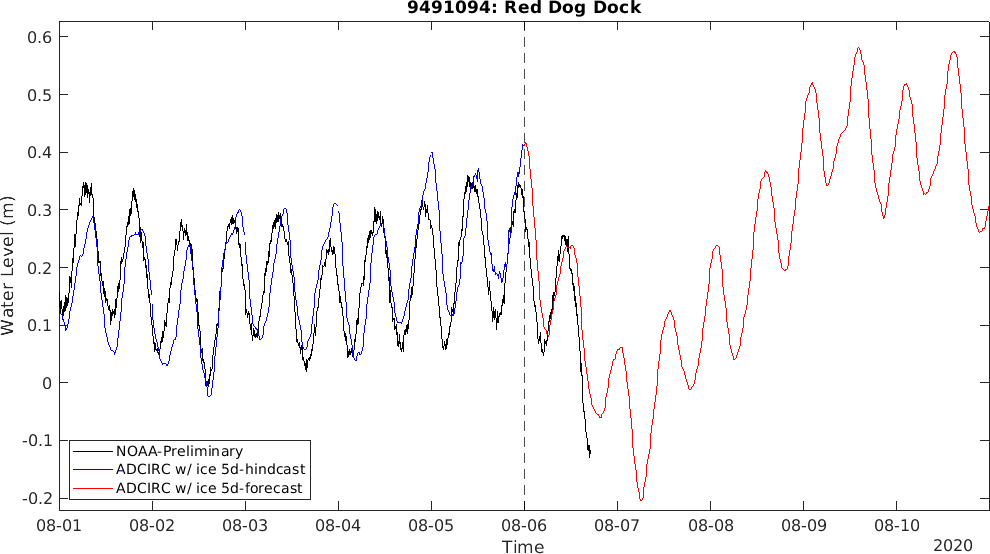 9491094: Red Dog Dock
0.6
0.5
0.4
0.3
0.2
0.1
0
-0.1
-0.2
Water Level (m)
NOAA-Preliminary
ADCIRC w/ ice 5d-hindcast
ADCIRC w/ ice 5d-forecast
08-01 08-02 08-03 08-04 08-05 08-06 08-07 08-08 08-09 08-10
Time
2020